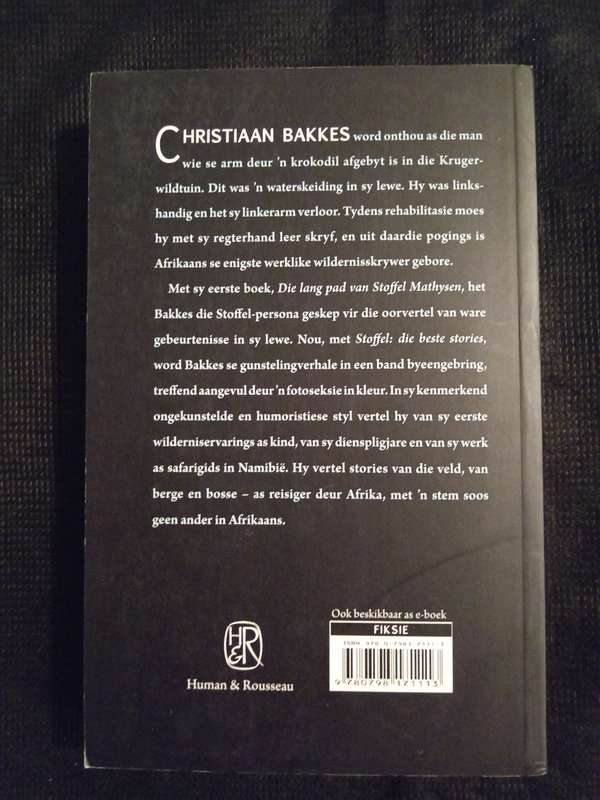 CHRISTIAAN BAKKES word onthou as die man
wie se arm deur 'n krokodil afgebyt is in die Kruger-
wildtuin. Dit was 'n waterskeiding in sy lewe. Hy was links-
handig en het sy linkerarm verloor. Tydens rehabilitasie moes
hy met sy regterhand leer skryf, en uit daardie pogings is
Afrikaans se enigste werklike wildernisskrywer gebore.
Met sy eerste boek, Die lang pad van Stoffel Mathysen, het
Bakkes die Stoffel-persona geskep vir die oorvertel van ware
gebeurtenisse in sy lewe. Nou, met Stoffel: die beste stories,
word Bakkes se gunstelingverhale in een band byeengebring,
treffend aangevul deur 'n fotoseksie in kleur. In sy kenmerkend
ongekunstelde en humoristiese styl vertel hy van sy eerste
wilderniservarings as kind, van sy dienspligjare en van sy werk
as safarigids in Namibië. Hy vertel stories van die veld, van
berge en bosse – as reisiger deur Afrika, met 'n stem soos
geen ander in Afrikaans.
Ook beskikbaar as e-boek
FIKSIE
H&R
Human & Rousseau
9 780798 171113